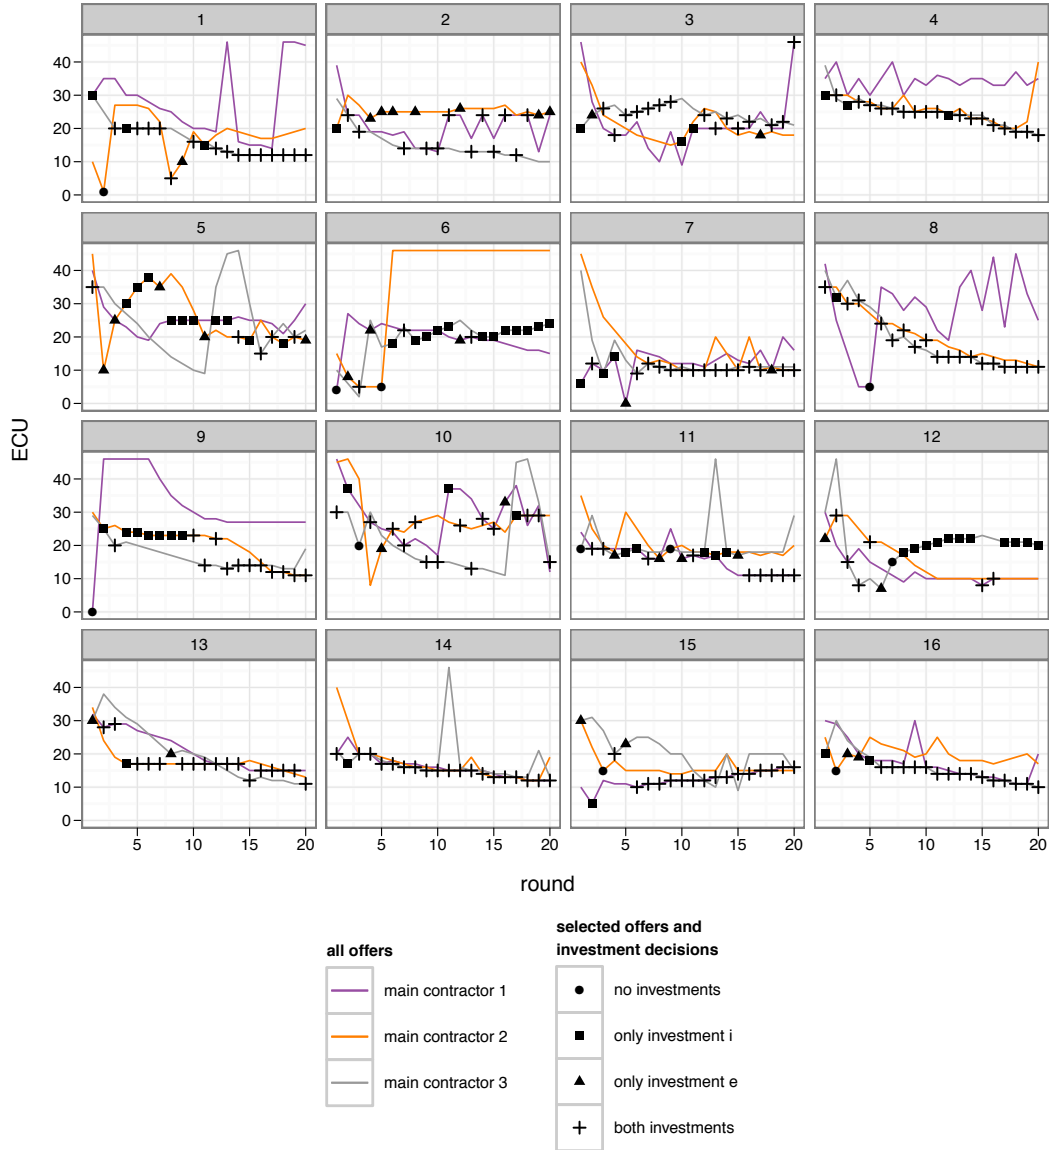 1 2 3 4
40
30
20
10
0
5 6 7 8
40
30
20
10
0
ECU
9 10 11 12
40
30
20
10
0
13 14 15 16
40
30
20
10
0
5 10 15 20 5 10 15 20 5 10 15 20 5 10 15 20
round
all offers
main contractor 1
main contractor 2
main contractor 3
selected offers and
investment decisions
no investments
only investment i
only investment e
both investments